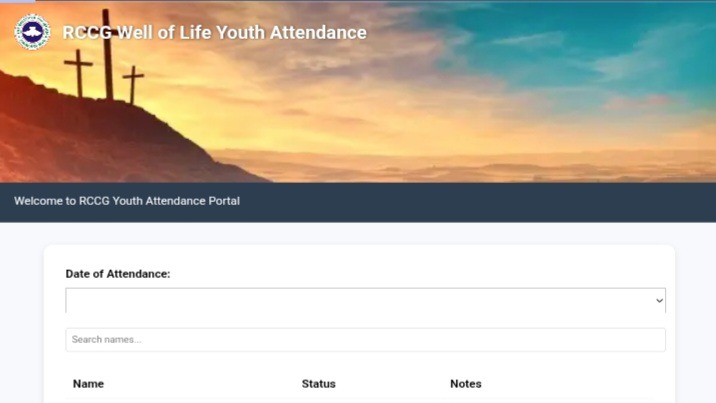 RCCG Well of Life Youth Attendance
Welcome to RCCG Youth Attendance Portal
Date of Attendance:
Search names...
Name Status Notes